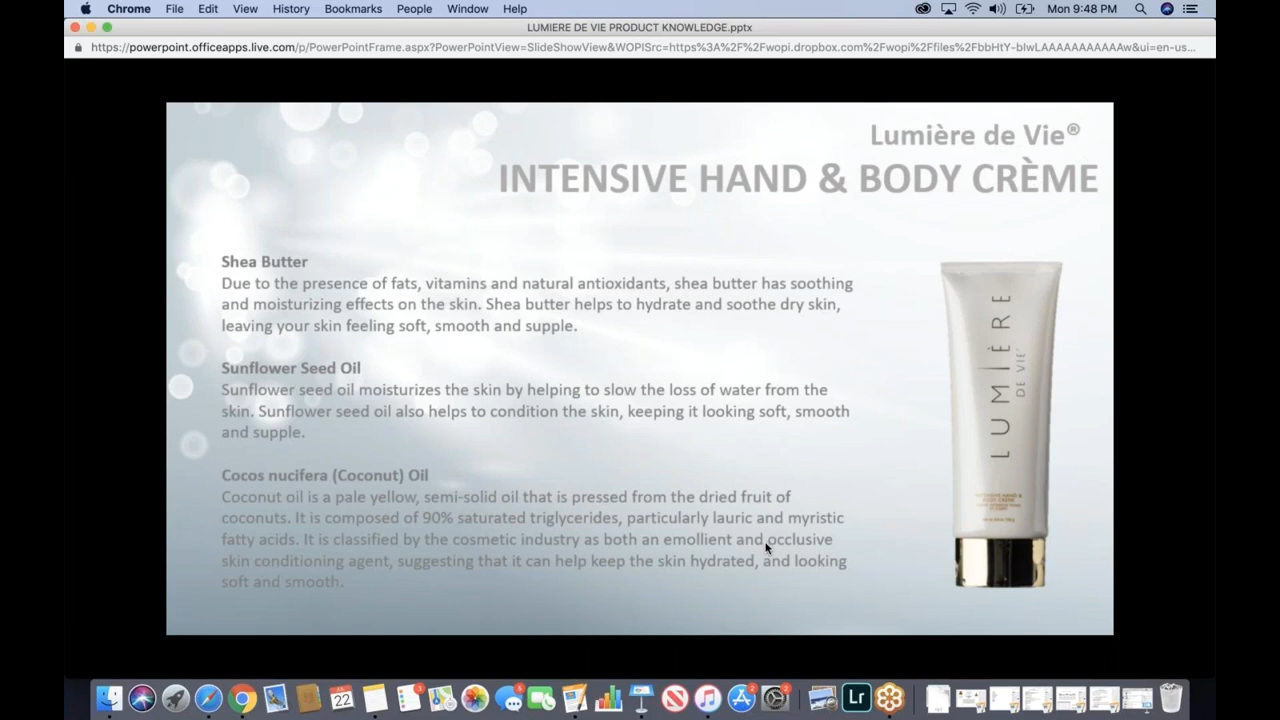 Chrome File Edit View History Bookmarks People Window Help Mon 9:48 PM
LUMIERE DE VIE PRODUCT KNOWLEDGE.pptx
https://powerpoint.officeapps.live.com/p/PowerPointFrame.aspx?PowerPointView=SlideShowView&WOPISrc=https%3A%2F%2Fwopi.dropbox.com%2Fwopi%2Ffiles%2FbbHtY-bIwLAAAAAAAAAAAw&ui=en-us...
Lumière de Vie®
INTENSIVE HAND & BODY CRÈME
Shea Butter
Due to the presence of fats, vitamins and natural antioxidants, shea butter has soothing
and moisturizing effects on the skin. Shea butter helps to hydrate and soothe dry skin,
leaving your skin feeling soft, smooth and supple.
Sunflower Seed Oil
Sunflower seed oil moisturizes the skin by helping to slow the loss of water from the
skin. Sunflower seed oil also helps to condition the skin, keeping it looking soft, smooth
and supple.
Cocos nucifera (Coconut) Oil
Coconut oil is a pale yellow, semi-solid oil that is pressed from the dried fruit of
coconuts. It is composed of 90% saturated triglycerides, particularly lauric and myristic
fatty acids. It is classified by the cosmetic industry as both an emollient and occlusive
skin conditioning agent, suggesting that it can help keep the skin hydrated, and looking
soft and smooth.
LUMIÈRE
DE VIE
INTENSIVE HAND &
BODY CRÈME
JUL
22
Lr